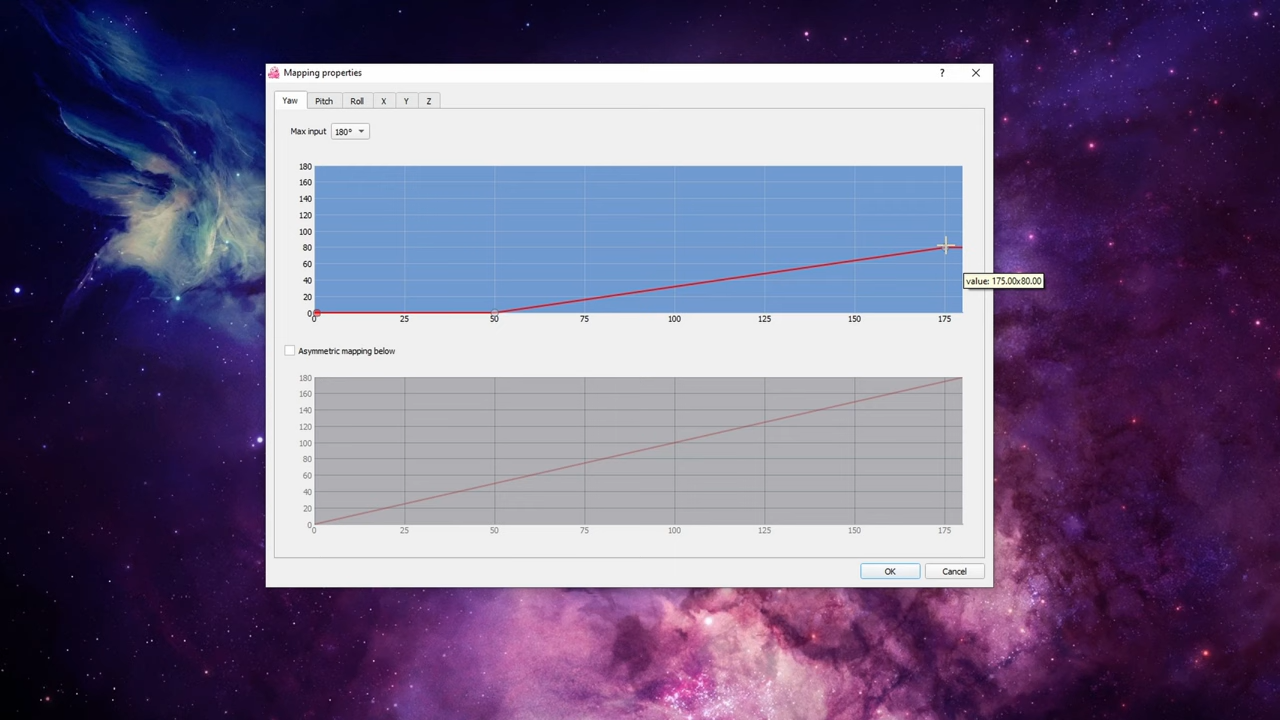 Mapping properties
?
Yaw Pitch Roll X Y Z
Max input 180°
180
160
140
120
100
80
60
40
20
0
0 25 50 75 100 125 150 175
value: 175.00x80.00
Asymmetric mapping below
180
160
140
120
100
80
60
40
20
0
0 25 50 75 100 125 150 175
OK Cancel